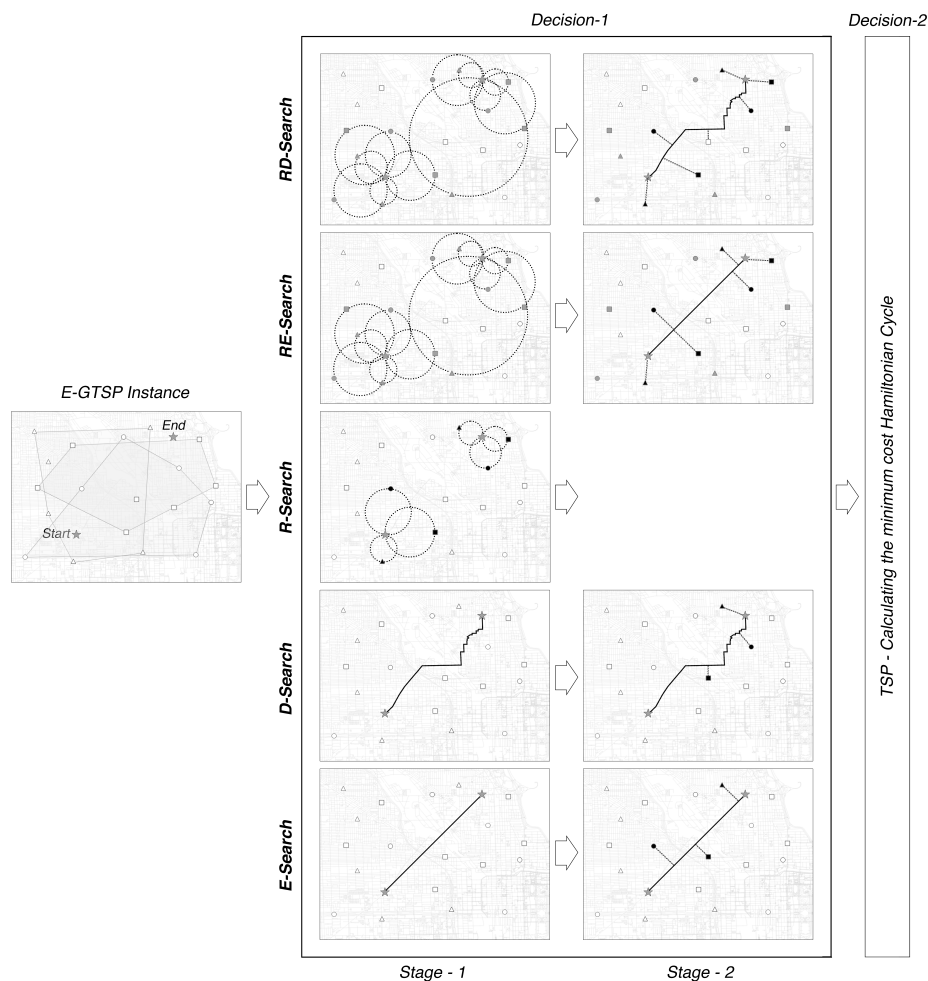 Decision-1
Decision-2
RD-Search
RE-Search
E-GTSP Instance
End
Start
R-Search
D-Search
E-Search
TSP - Calculating the minimum cost Hamiltonian Cycle
Stage - 1
Stage - 2